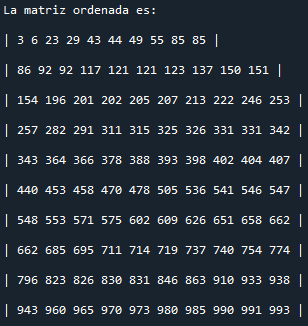 La matriz ordenada es:
| 3 6 23 29 43 44 49 55 85 85 |
| 86 92 92 117 121 121 123 137 150 151 |
| 154 196 201 202 205 207 213 222 246 253 |
| 257 282 291 311 315 325 326 331 331 342 |
| 343 364 366 378 388 393 398 402 404 407 |
| 440 453 458 470 478 505 536 541 546 547 |
| 548 553 571 575 602 609 626 651 658 662 |
| 662 685 695 711 714 719 737 740 754 774 |
| 796 823 826 830 831 846 863 910 933 938 |
| 943 960 965 970 973 980 985 990 991 993 |